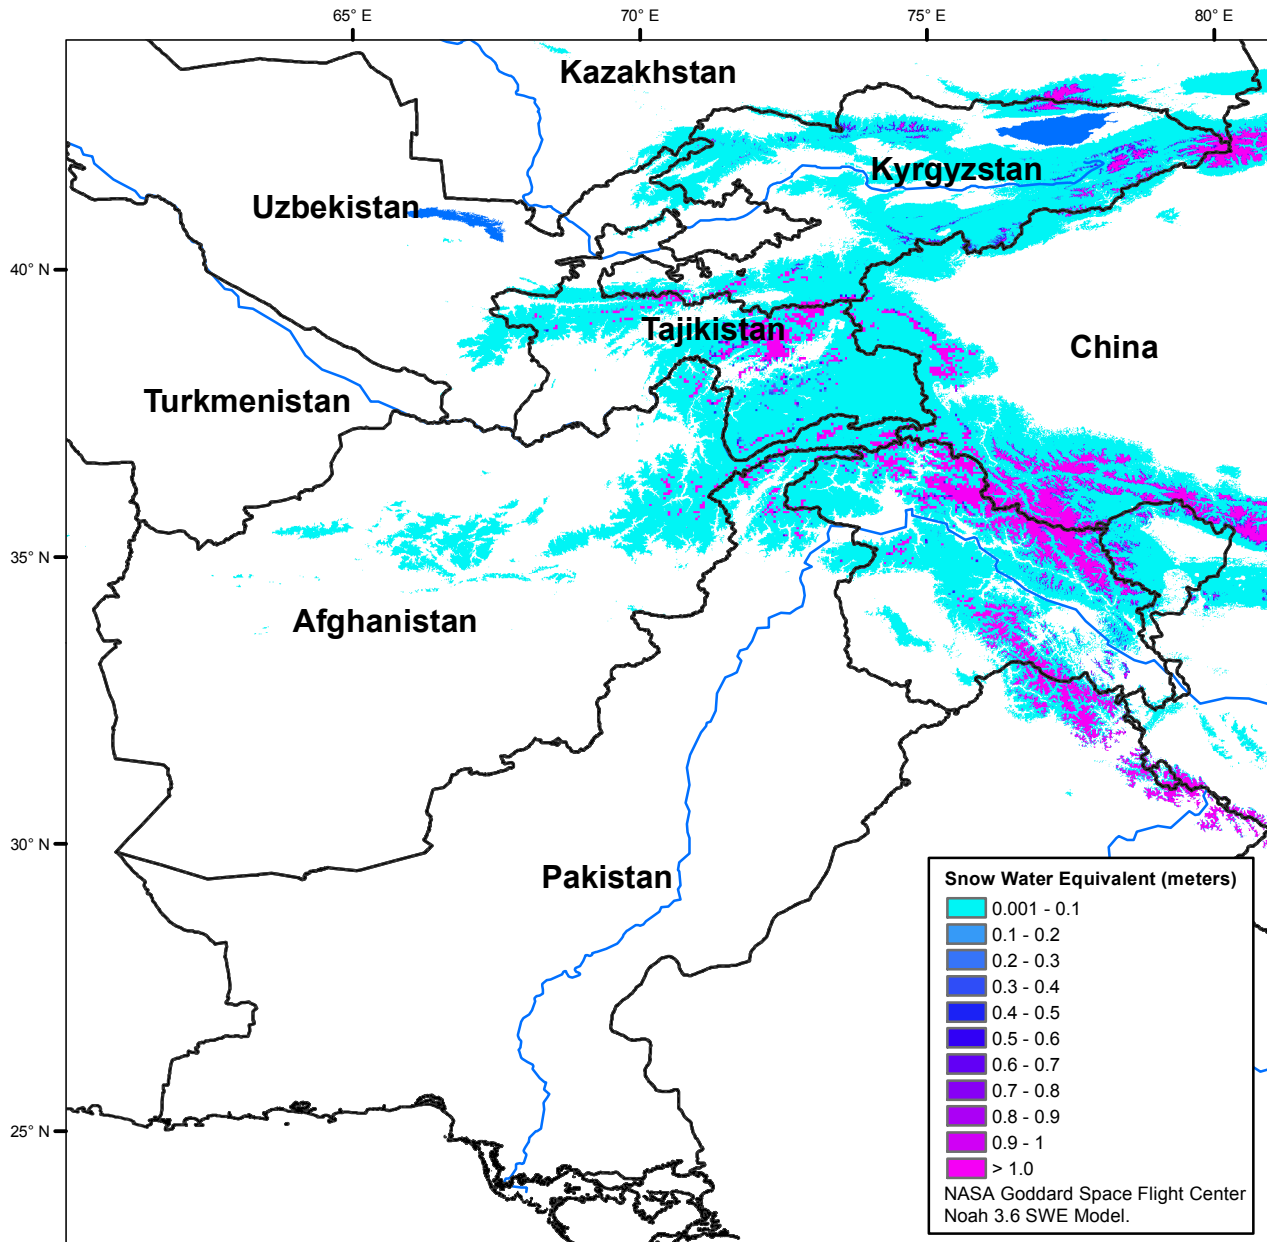 65° E
70° E
75° E
80° E
Kazakhstan
Kyrgyzstan
Uzbekistan
40° N
Tajikistan
China
Turkmenistan
35° N
Afghanistan
30° N
Pakistan
25° N
Snow Water Equivalent (meters)
0.001 - 0.1
0.1 - 0.2
0.2 - 0.3
0.3 - 0.4
0.4 - 0.5
0.5 - 0.6
0.6 - 0.7
0.7 - 0.8
0.8 - 0.9
0.9 - 1
> 1.0
NASA Goddard Space Flight Center
Noah 3.6 SWE Model.